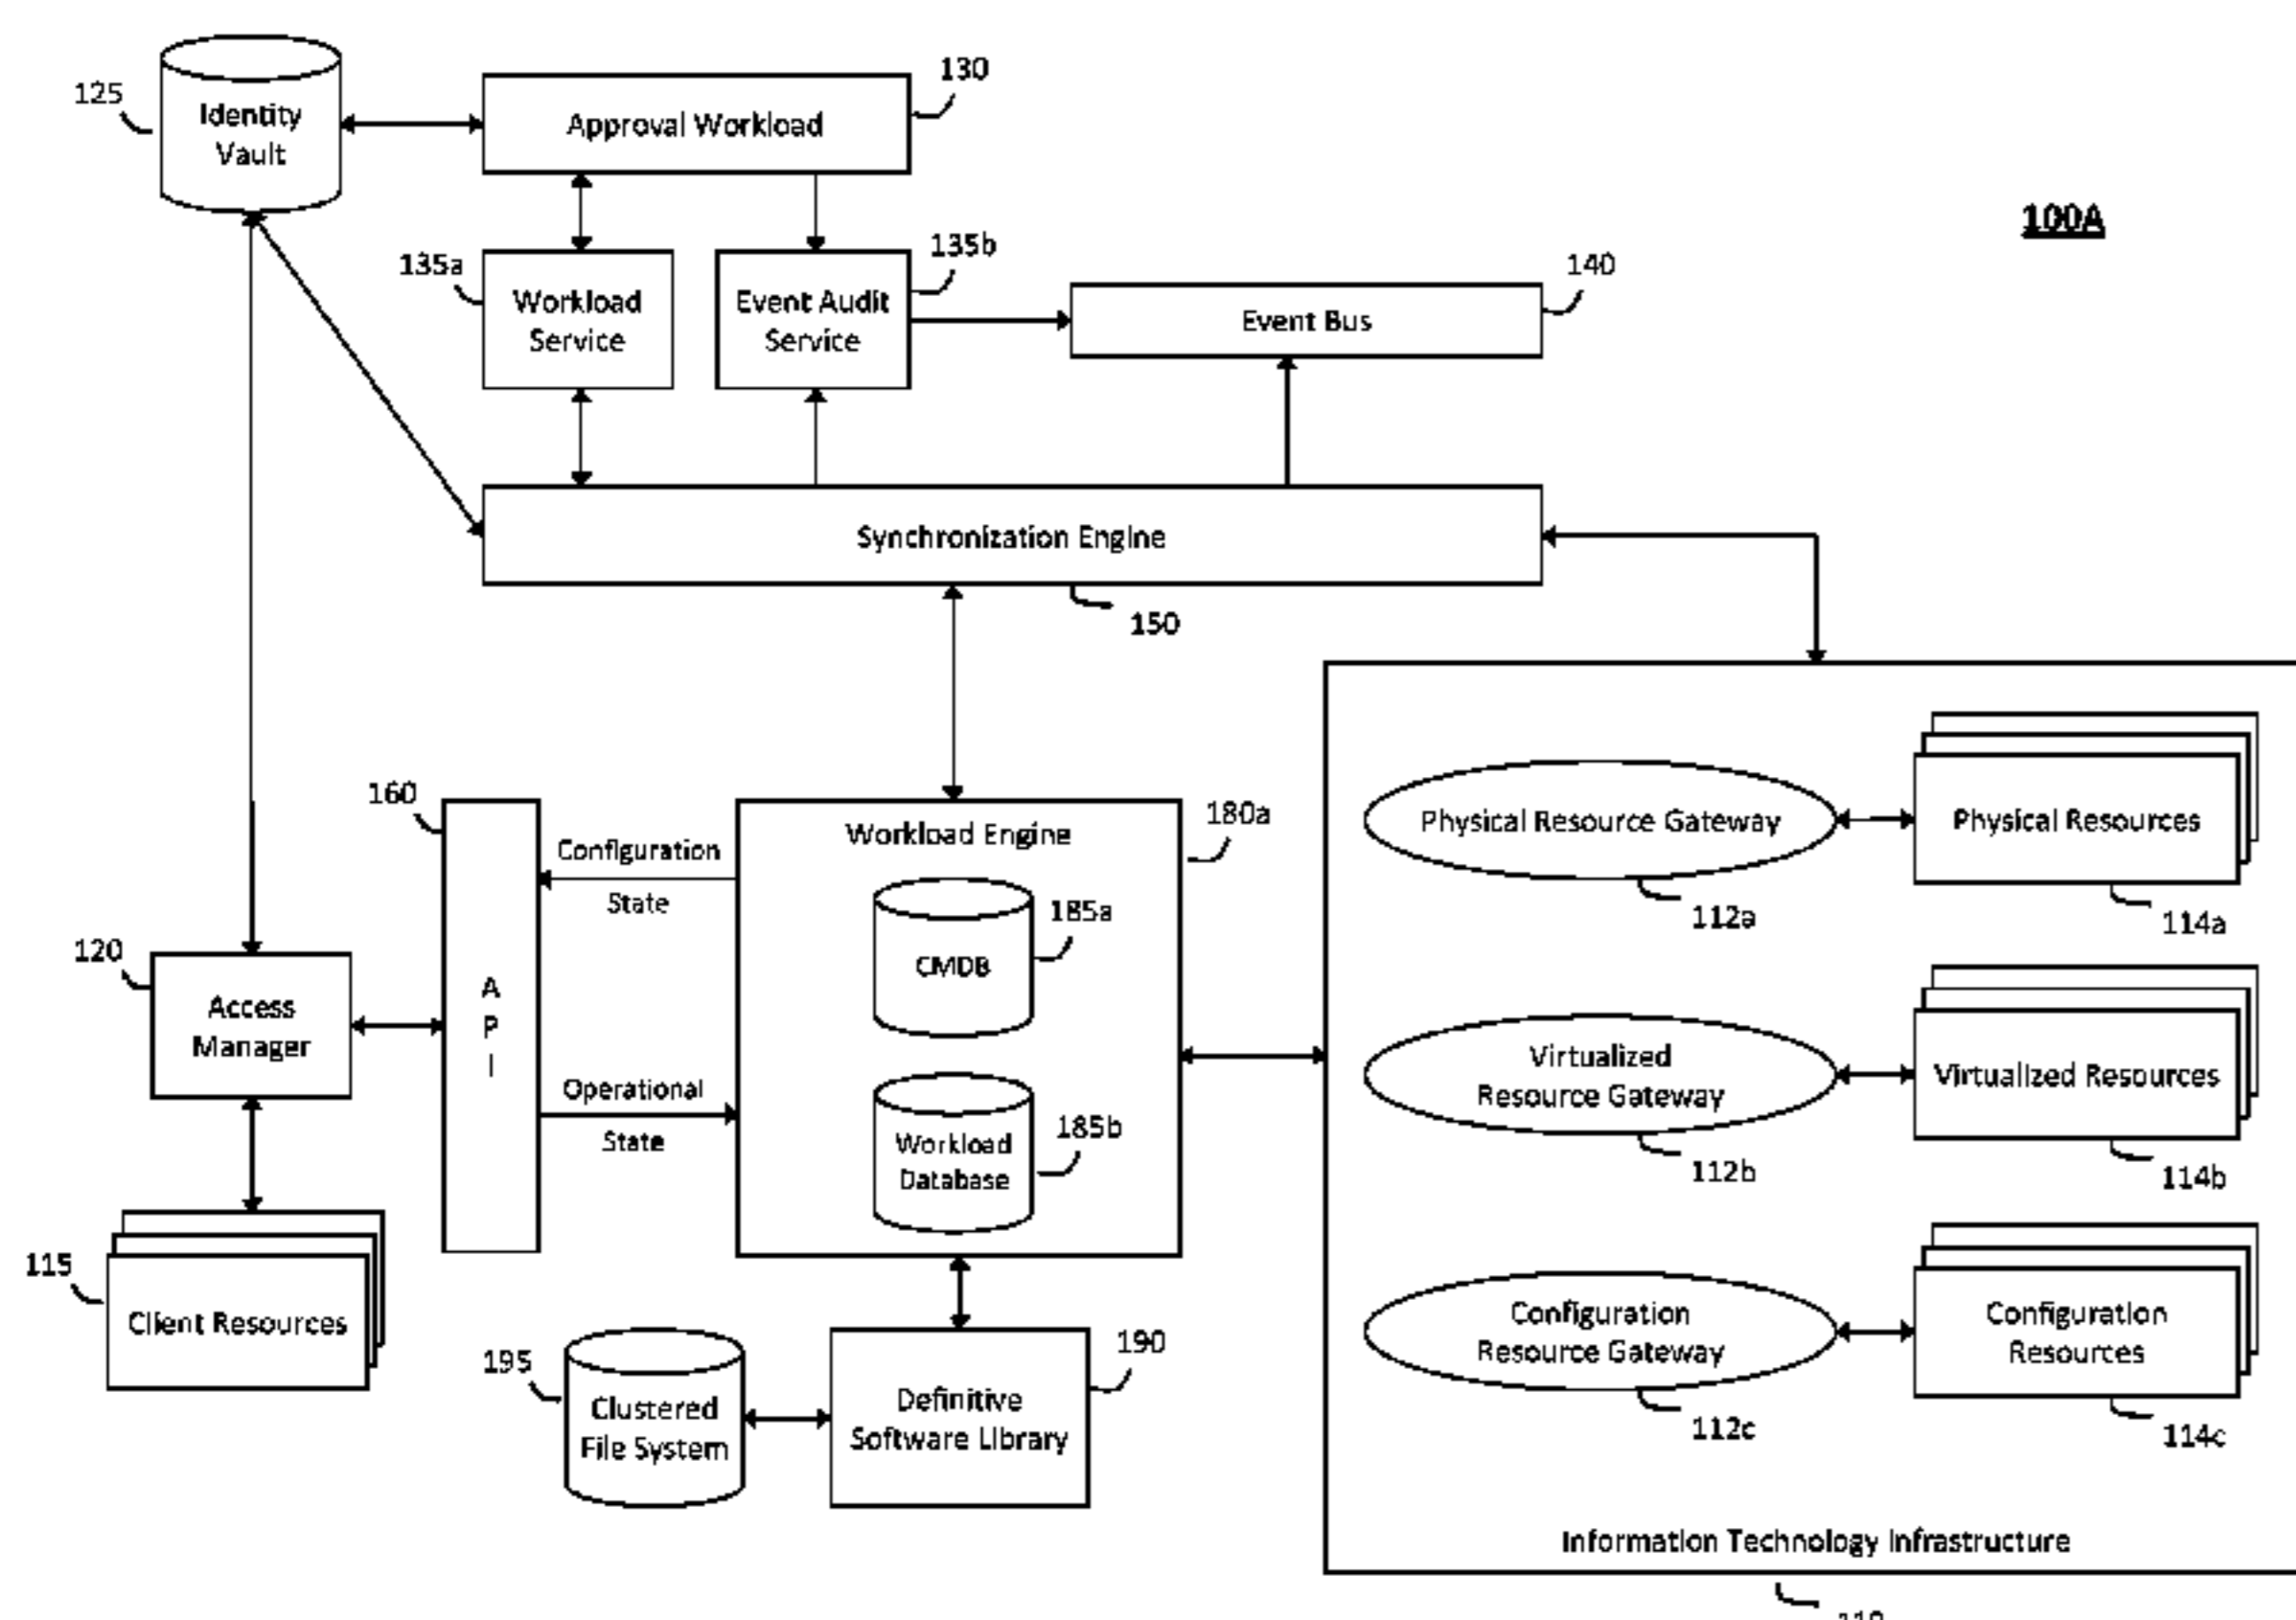 125
Identity
Vault
Approval Workload
130
100A
135a
Workload
Service
Event Audit
Service
135b
Event Bus
140
Synchronization Engine
150
160
A
P
I
Configuration
State
Operational
State
Workload Engine
180a
CMDB
185a
Workload
Database
185b
120
Access
Manager
115
Client Resources
195
Clustered
File System
Definitive
Software Library
190
Physical Resource Gateway
112a
Physical Resources
114a
Virtualized
Resource Gateway
112b
Virtualized Resources
114b
Configuration
Resource Gateway
112c
Configuration
Resources
114c
Information Technology Infrastructure